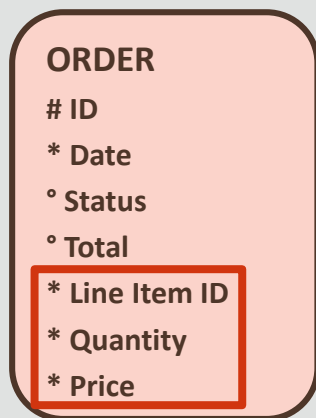 ORDER
# ID
* Date
° Status
° Total
* Line Item ID
* Quantity
* Price